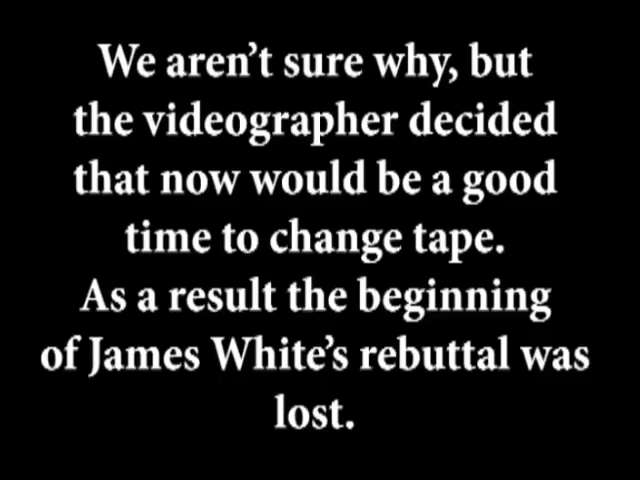 We aren’t sure why, but
the videographer decided
that now would be a good
time to change tape.
As a result the beginning
of James White’s rebuttal was
lost.